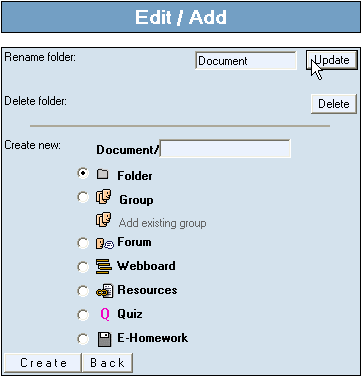 Edit / Add
Rename folder: Document Update
Delete folder: Delete
Create new: Document/
Folder
Group
Add existing group
Forum
Webboard
Resources
Q Quiz
E-Homework
Create Back